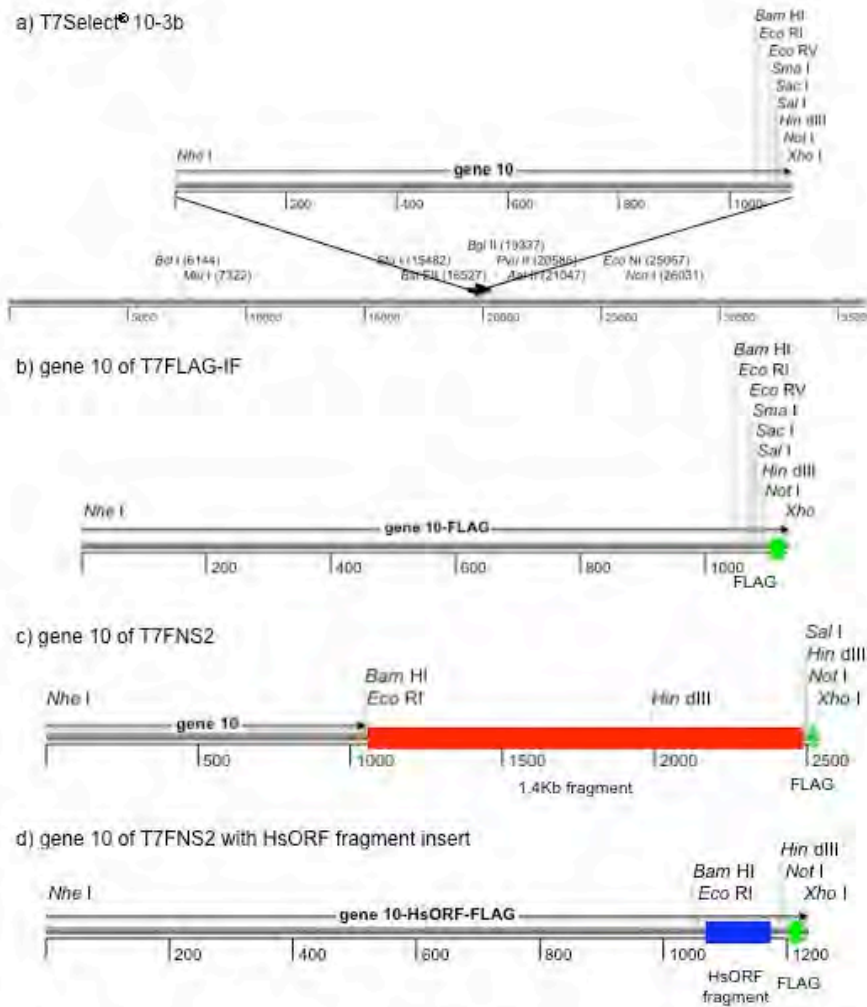 a) T7Select® 10-3b
Bam HI
Eco RI
Eco RV
Sma I
Sac I
Sal I
Hin dIII
Not I
Xho I
Nhe I
gene 10
200
400
600
800
1000
Bgl II (19337)
Bcl I (6144)
(15482)
Pvu II (20586)
Eco NI (25067)
Mlu I (7322)
(16527)
(21047)
Nco I (26031)
5000
10000
15000
20000
25000
30000
b) gene 10 of T7FLAG-IF
Bam HI
Eco RI
Eco RV
Sma I
Sac I
Sal I
Hin dIII
Not I
Nhe I
Xho
gene 10-FLAG
200
400
600
800
1000
FLAG
c) gene 10 of T7FNS2
Sal I
Hin dIII
Bam HI
Not I
Nhe I
Eco RI
Hin dIII
Xho I
gene 10
500
1000
1500
2000
2500
1.4Kb fragment
FLAG
d) gene 10 of T7FNS2 with HsORF fragment insert
Hin dIII
Bam HI
Not I
Nhe I
Eco RI
Xho I
gene 10-HsORF-FLAG
200
400
600
800
1000
1200
0
HsORF
fragment
FLAG